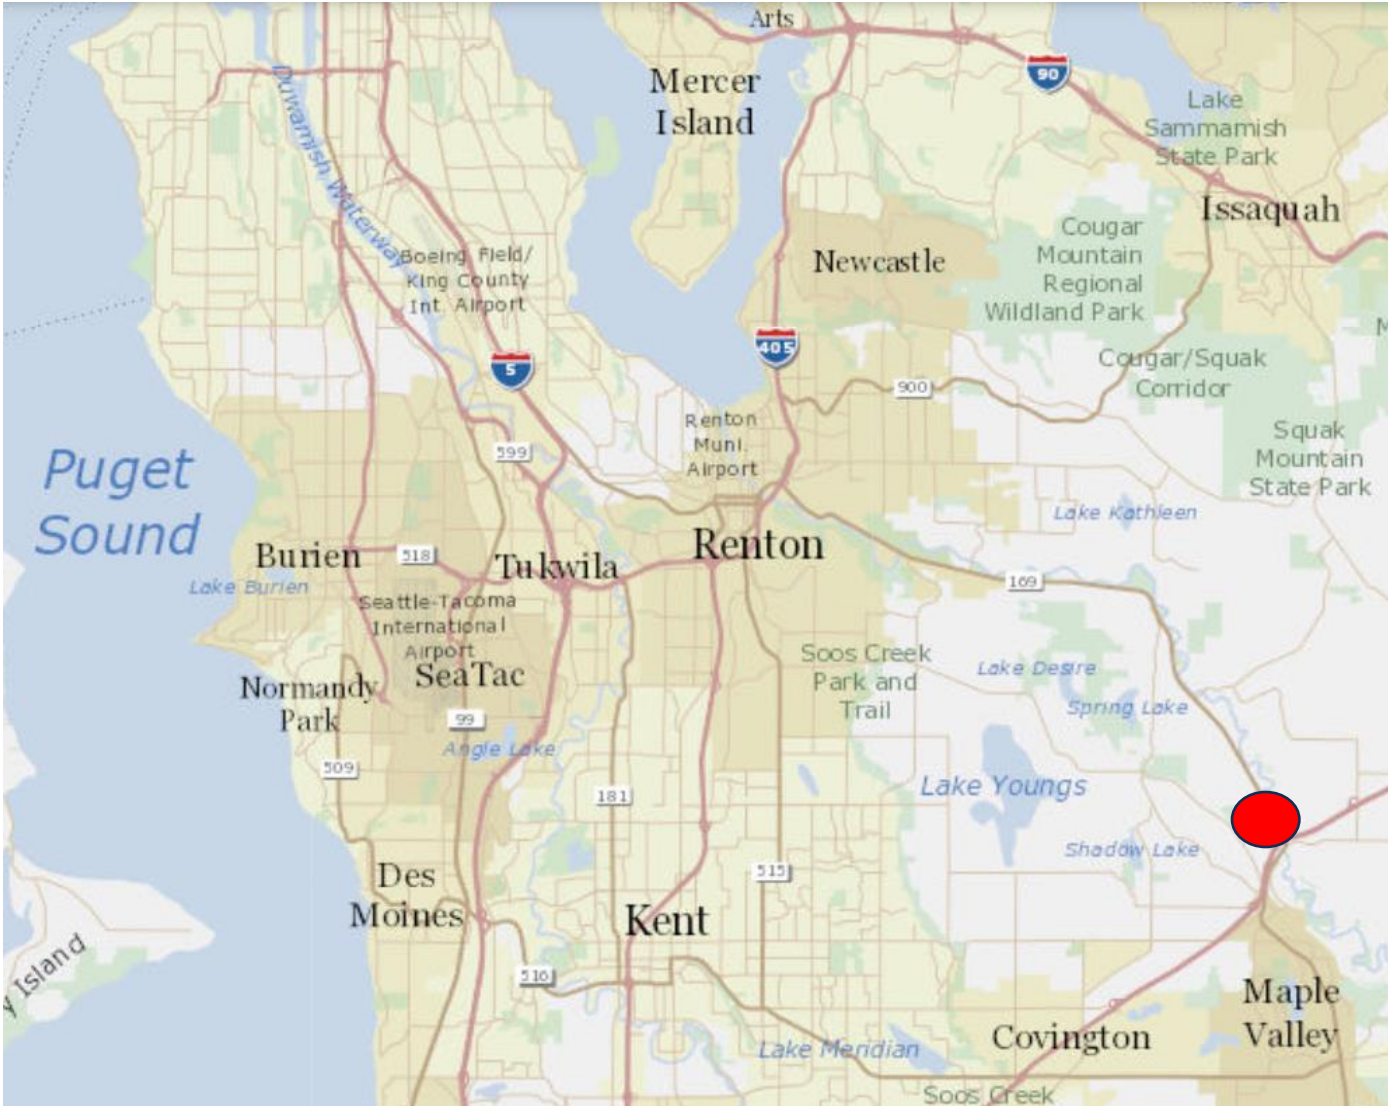 Arts
Mercer
Island
90
Lake
Sammamish
State Park
Issaquah
Duwamish Waterway
Boeing Field/
King County
Int. Airport
Newcastle
Cougar
Mountain
Regional
Wildland Park
405
5
Cougar/Squak
Corridor
900
M
Renton
Muni.
Airport
Puget
Sound
599
Squak
Mountain
State Park
Lake Kathleen
Burien
518
Tukwila
Renton
169
Lake Burien
Seattle-Tacoma
International
Airport
SeaTac
Soos Creek
Park and
Trail
Lake Desire
Spring Lake
Normandy
Park
99
Angle Lake
509
181
Lake Youngs
Shadow Lake
515
Des
Moines
Kent
516
y Island
Maple
Valley
Covington
Lake Meridian
Soos Creek